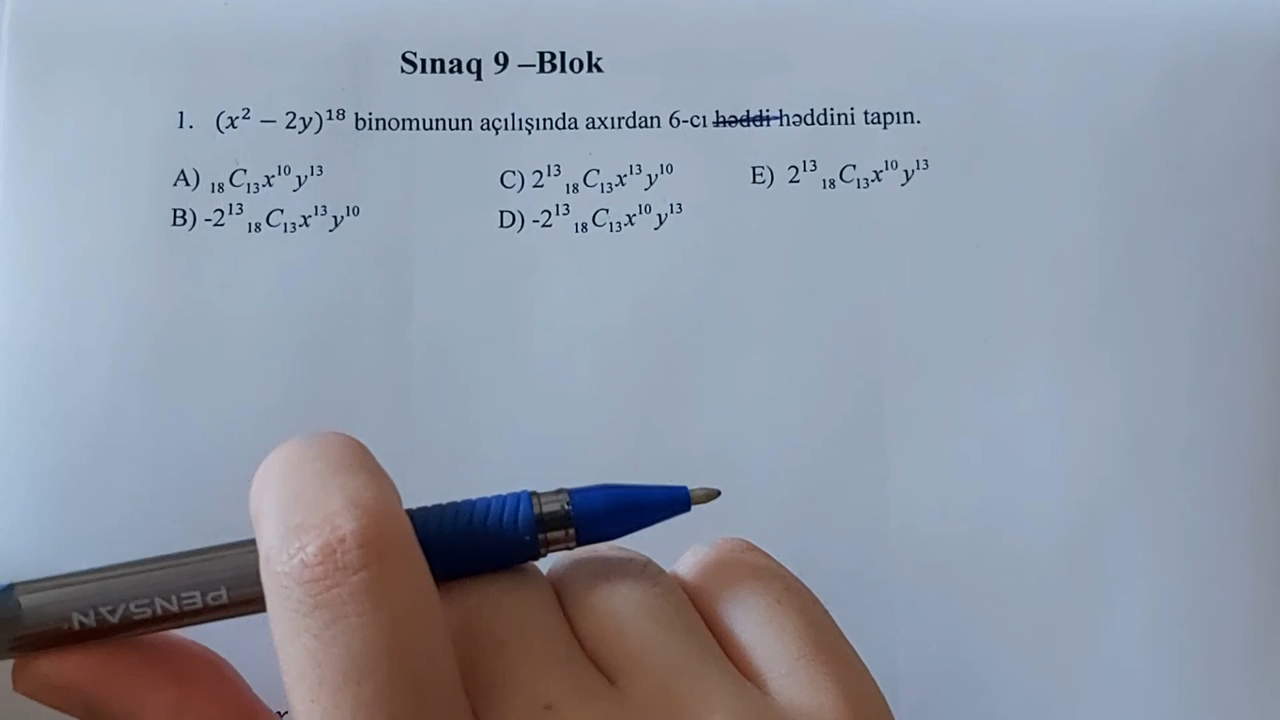 Sınaq 9 –Blok
1. (x² – 2y)¹⁸ binomunun açılışında axırdan 6-cı həddi həddini tapın.
A) ₁₈C₁₃x¹⁰y¹³ C) 2¹³ ₁₈C₁₃x¹³y¹⁰ E) 2¹³ ₁₈C₁₃x¹⁰y¹³
B) -2¹³ ₁₈C₁₃x¹³y¹⁰ D) -2¹³ ₁₈C₁₃x¹⁰y¹³
PENSAN